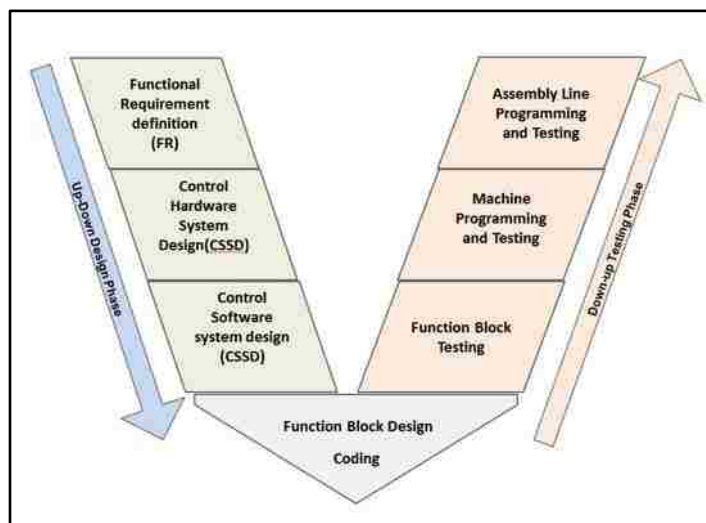 Functional
Requirement
definition
(FR)
Control
Hardware
System
Design(CSSD)
Control
Software
system design
(CSSD)
Up-Down Design Phase
Function Block Design
Coding
Assembly Line
Programming
and Testing
Machine
Programming
and Testing
Function Block
Testing
Down-up Testing Phase